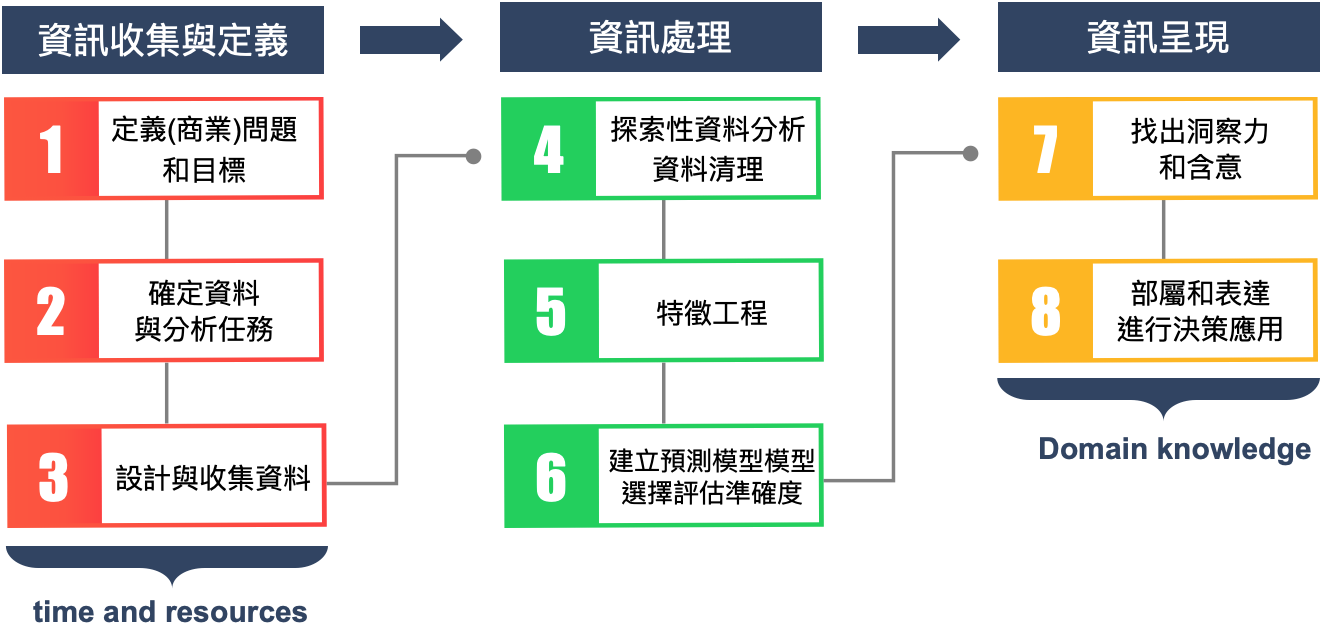 資訊收集與定義
資訊處理
資訊呈現
1
定義(商業)問題
和目標
2
確定資料
與分析任務
3
設計與收集資料
time and resources
4
探索性資料分析
資料清理
5
特徵工程
6
建立預測模型模型
選擇評估準確度
7
找出洞察力
和含意
8
部屬和表達
進行決策應用
Domain knowledge